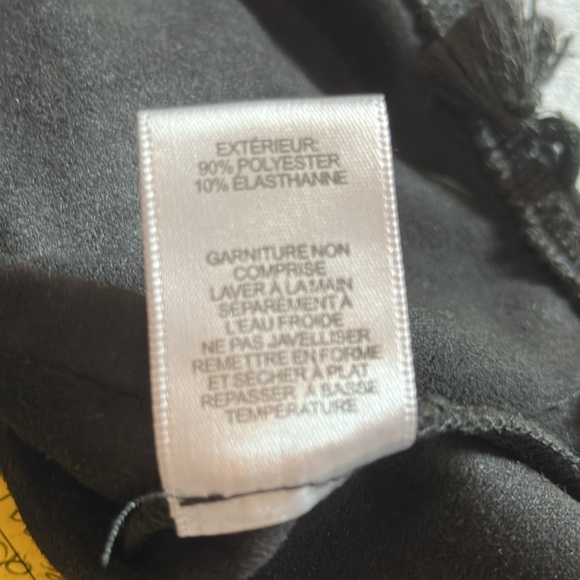 EXTÉRIEUR:
90% POLYESTER
10% ÉLASTHANNE
GARNITURE NON
COMPRISE
LAVER À LA MAIN
SÉPARÉMENT À
L'EAU FROIDE
NE PAS JAVELLISER
REMETTRE EN FORME
ET SÉCHER À PLAT
REPASSER, À BASSE
TEMPÉRATURE